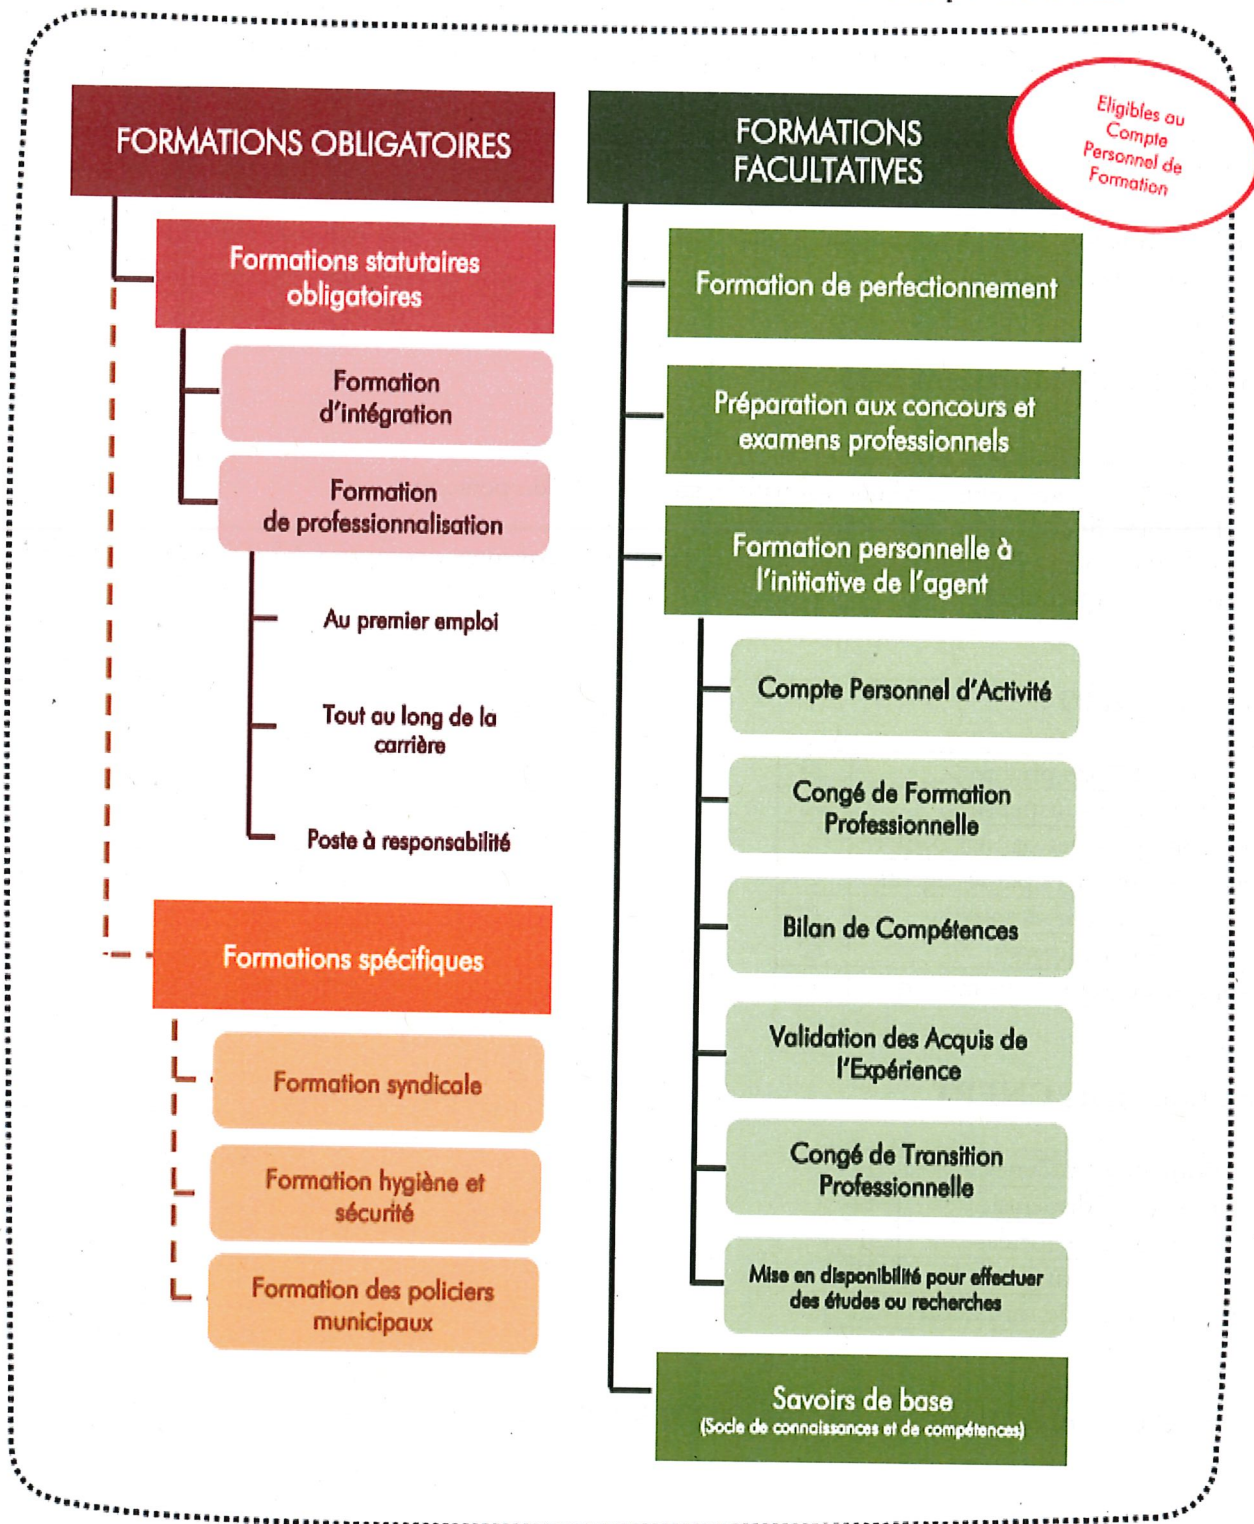 FORMATIONS OBLIGATOIRES
Formations statutaires
obligatoires
Formation
d'intégration
Formation
de professionnalisation
Au premier emploi
Tout au long de la
carrière
Poste à responsabilité
Formations spécifiques
Formation syndicale
Formation hygiène et
sécurité
Formation des policiers
municipaux
FORMATIONS
FACULTATIVES
Eligibles au
Compte
Personnel de
Formation
Formation de perfectionnement
Préparation aux concours et
examens professionnels
Formation personnelle à
l'initiative de l'agent
Compte Personnel d'Activité
Congé de Formation
Professionnelle
Bilan de Compétences
Validation des Acquis de
l'Expérience
Congé de Transition
Professionnelle
Mise en disponibilité pour effectuer
des études ou recherches
Savoirs de base
(Socle de connaissances et de compétences)